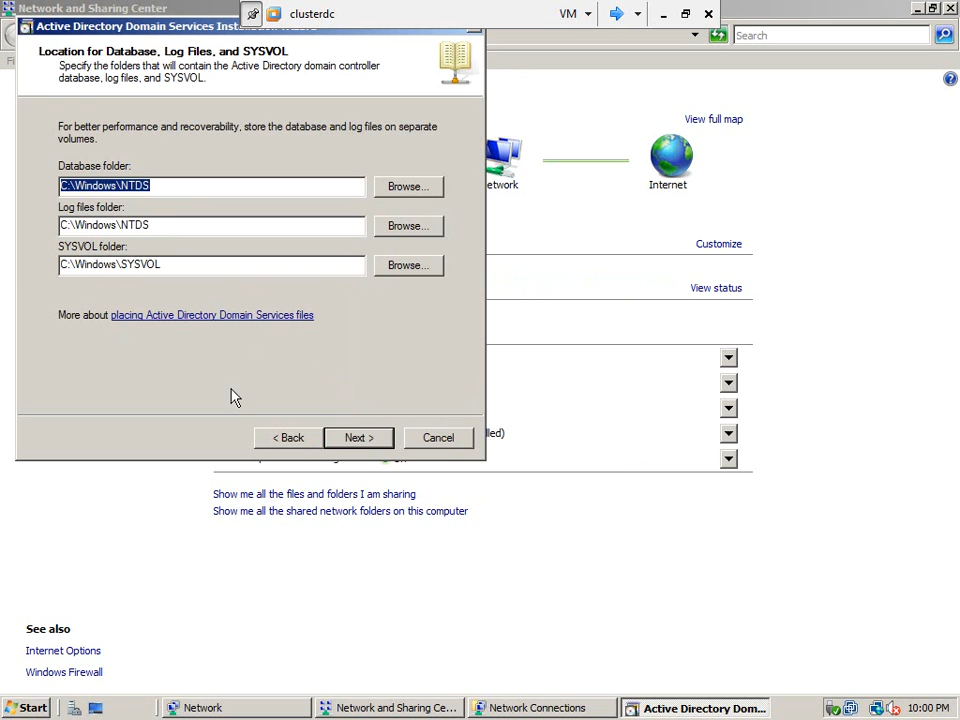 Network and Sharing Center
clusterdc
VM
Active Directory Domain Services Installation Wizard
Search
Location for Database, Log Files, and SYSVOL
Specify the folders that will contain the Active Directory domain controller
database, log files, and SYSVOL.
View full map
For better performance and recoverability, store the database and log files on separate
volumes.
Database folder:
C:\Windows\NTDS
Browse...
etwork
Internet
Log files folder:
C:\Windows\NTDS
Browse...
SYSVOL folder:
Customize
C:\Windows\SYSVOL
Browse...
View status
More about placing Active Directory Domain Services files
< Back
Next >
Cancel
lled)
Show me all the files and folders I am sharing
Show me all the shared network folders on this computer
See also
Internet Options
Windows Firewall
Start
Network
Network and Sharing Ce...
Network Connections
Active Directory Dom...
10:00 PM